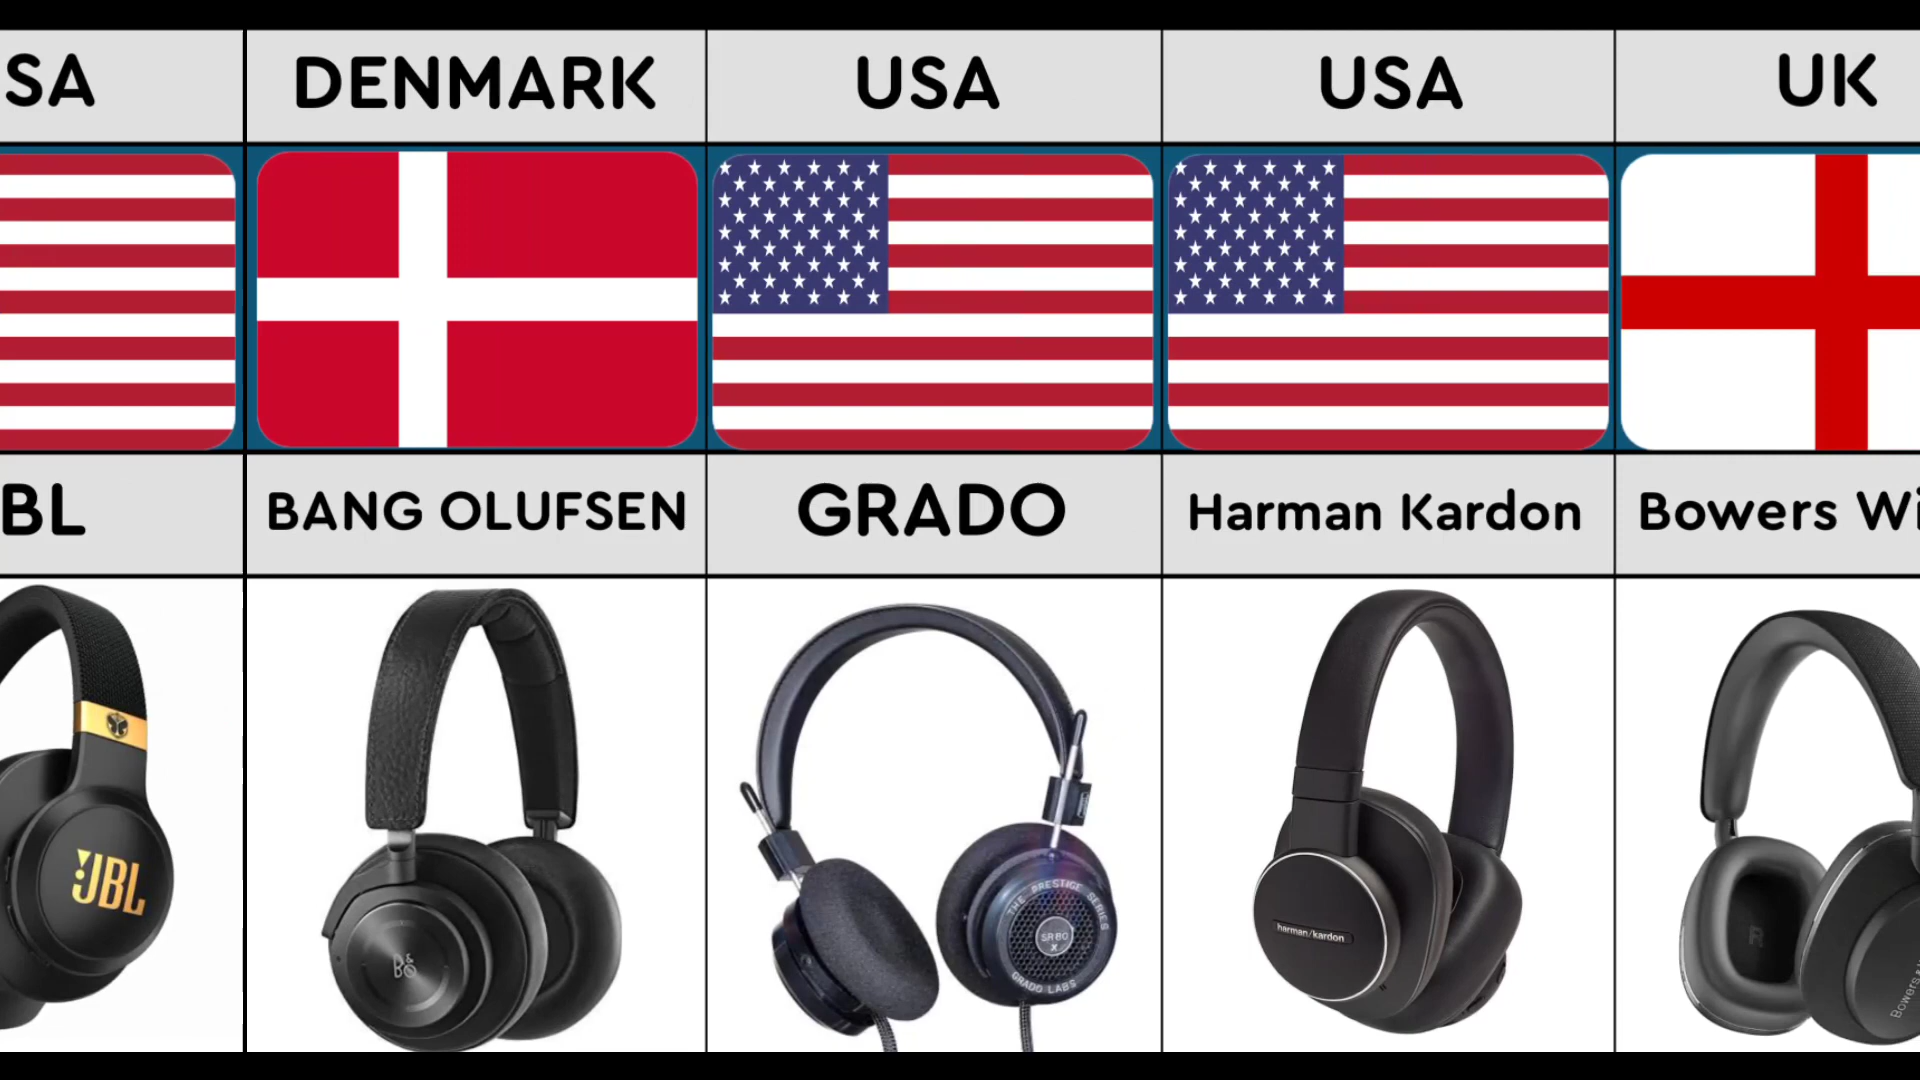 SA
DENMARK
USA
USA
UK
BL
BANG OLUFSEN
GRADO
Harman Kardon
Bowers Wi
JBL
B&O
THE PRESTIGE SERIES
SR80
x
GRADO LABS
harman/kardon
R
Bowers &